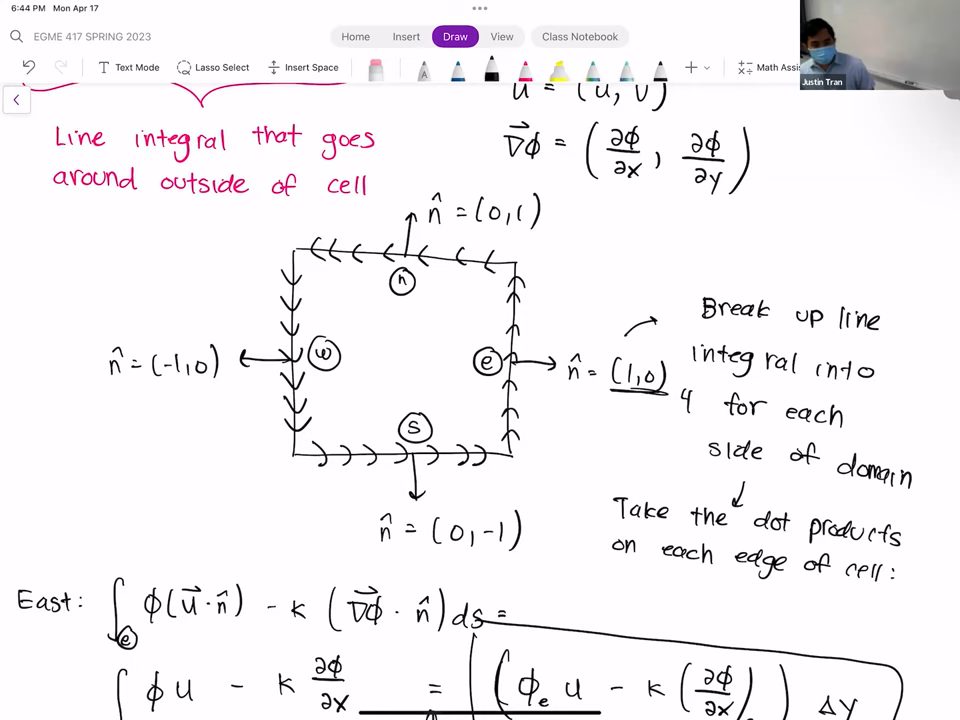 6:44 PM Mon Apr 17
EGME 417 SPRING 2023
Home Insert Draw View Class Notebook
Text Mode Lasso Select Insert Space Math Assis
Justin Tran
u = (u, v)
Line integral that goes
around outside of cell
∇⃗ϕ = (∂ϕ/∂x, ∂ϕ/∂y)
n̂ = (0,1)
n
n̂ = (-1,0)
w
e
n̂ = (1,0)
s
n̂ = (0,-1)
Break up line
integral into
4 for each
side of domain
Take the dot products
on each edge of cell:
East: ∫e ϕ(u⃗·n̂) - k (∇⃗ϕ · n̂) ds =
∫ ϕu - k ∂ϕ/∂x = (ϕe u - k (∂ϕ/∂x) ) Δy